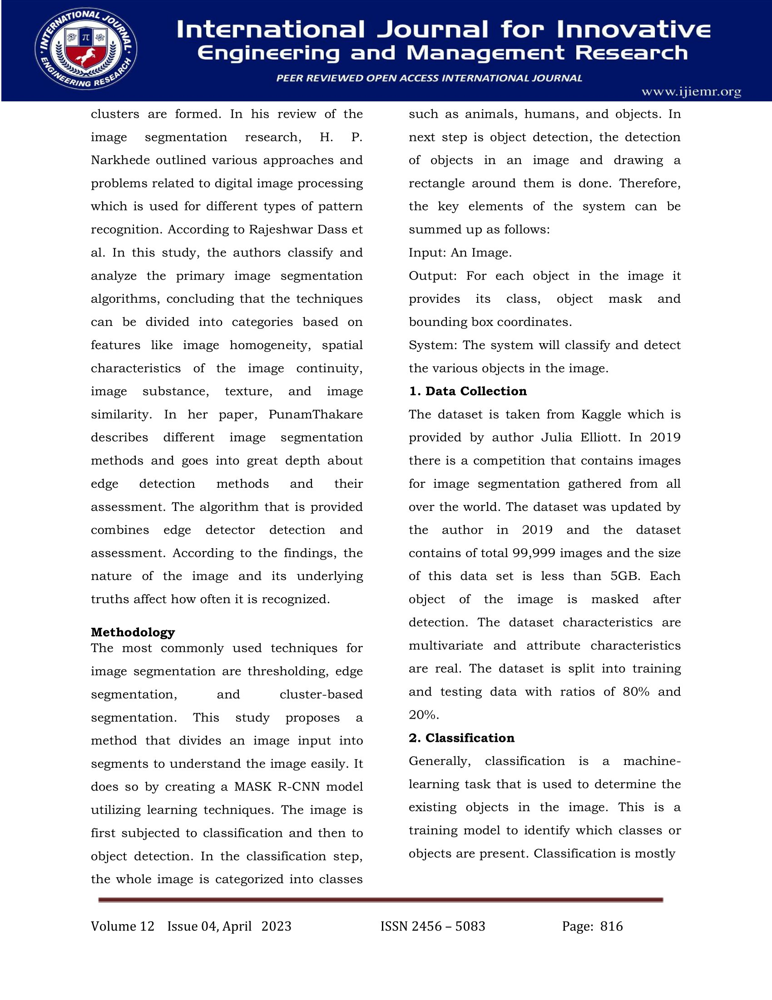 INTERNATIONAL JOURNAL
ENGINEERING RESEARCH
π
International Journal for Innovative
Engineering and Management Research
PEER REVIEWED OPEN ACCESS INTERNATIONAL JOURNAL
www.ijiemr.org
clusters are formed. In his review of the
image segmentation research, H. P.
Narkhede outlined various approaches and
problems related to digital image processing
which is used for different types of pattern
recognition. According to Rajeshwar Dass et
al. In this study, the authors classify and
analyze the primary image segmentation
algorithms, concluding that the techniques
can be divided into categories based on
features like image homogeneity, spatial
characteristics of the image continuity,
image substance, texture, and image
similarity. In her paper, PunamThakare
describes different image segmentation
methods and goes into great depth about
edge detection methods and their
assessment. The algorithm that is provided
combines edge detector detection and
assessment. According to the findings, the
nature of the image and its underlying
truths affect how often it is recognized.
Methodology
The most commonly used techniques for
image segmentation are thresholding, edge
segmentation, and cluster-based
segmentation. This study proposes a
method that divides an image input into
segments to understand the image easily. It
does so by creating a MASK R-CNN model
utilizing learning techniques. The image is
first subjected to classification and then to
object detection. In the classification step,
the whole image is categorized into classes
such as animals, humans, and objects. In
next step is object detection, the detection
of objects in an image and drawing a
rectangle around them is done. Therefore,
the key elements of the system can be
summed up as follows:
Input: An Image.
Output: For each object in the image it
provides its class, object mask and
bounding box coordinates.
System: The system will classify and detect
the various objects in the image.
1. Data Collection
The dataset is taken from Kaggle which is
provided by author Julia Elliott. In 2019
there is a competition that contains images
for image segmentation gathered from all
over the world. The dataset was updated by
the author in 2019 and the dataset
contains of total 99,999 images and the size
of this data set is less than 5GB. Each
object of the image is masked after
detection. The dataset characteristics are
multivariate and attribute characteristics
are real. The dataset is split into training
and testing data with ratios of 80% and
20%.
2. Classification
Generally, classification is a machine-
learning task that is used to determine the
existing objects in the image. This is a
training model to identify which classes or
objects are present. Classification is mostly
Volume 12 Issue 04, April 2023 ISSN 2456 – 5083 Page: 816